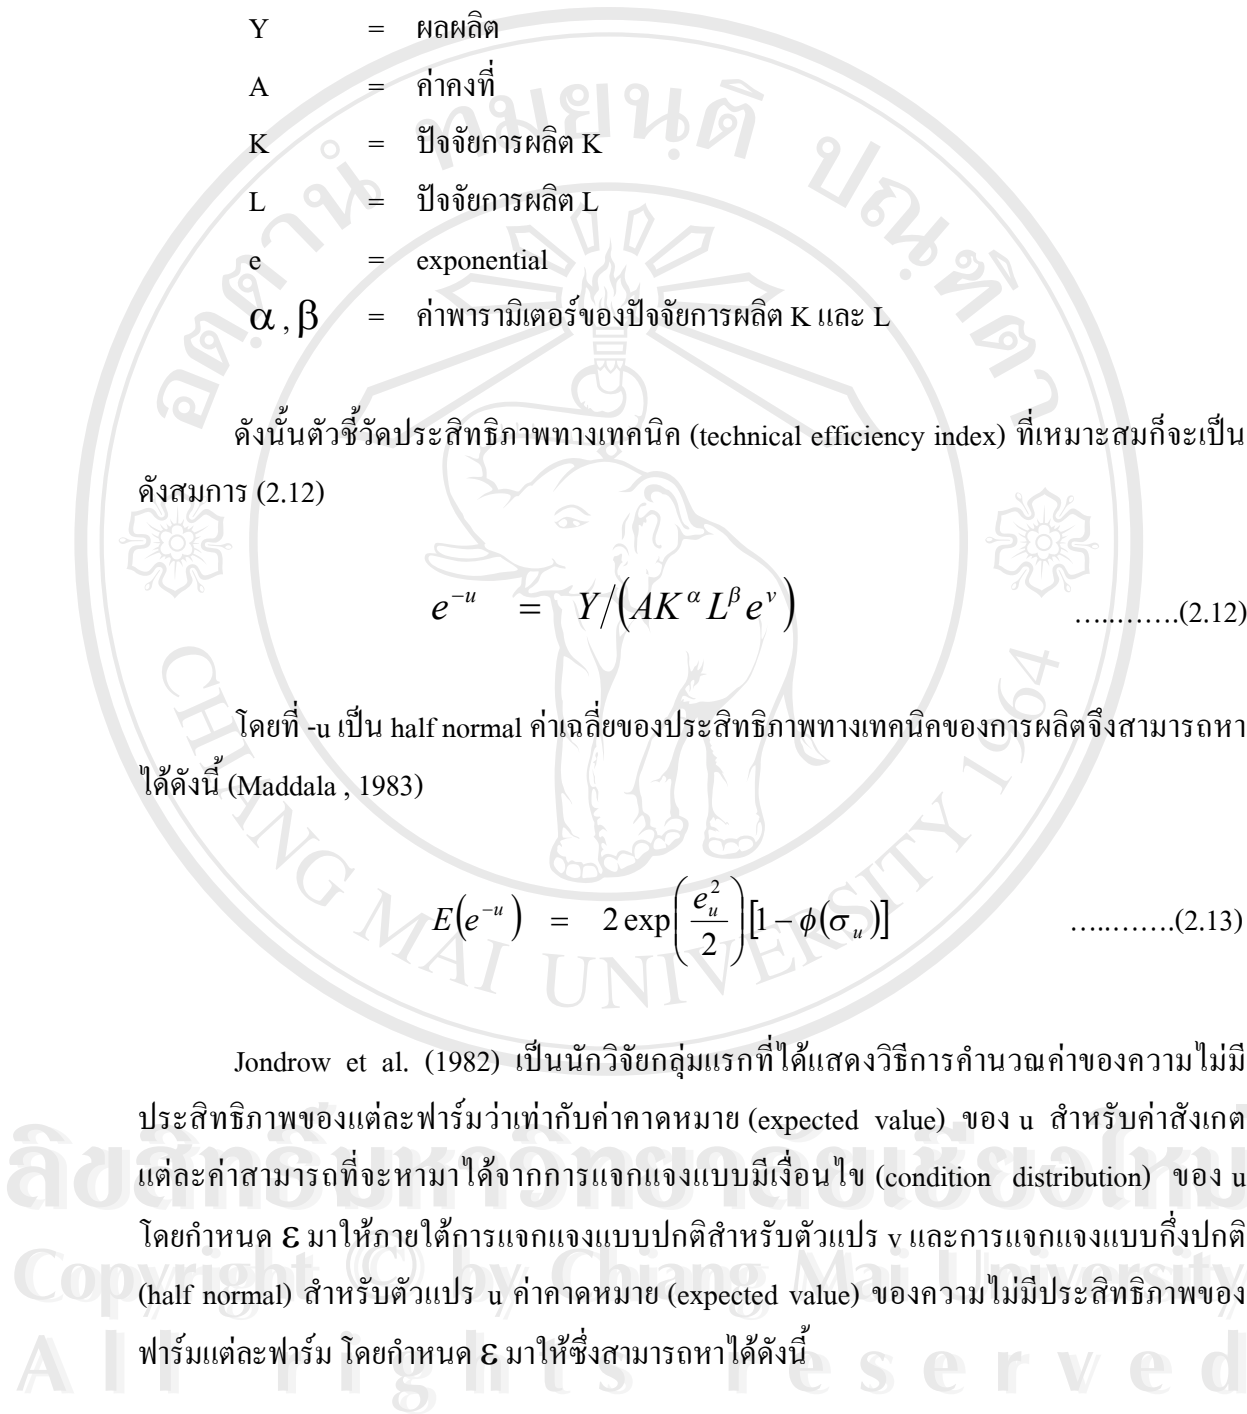 Y = ผลผลิต
A = ค่าคงที่
K = ปัจจัยการผลิต K
L = ปัจจัยการผลิต L
e = exponential
α , β = ค่าพารามิเตอร์ของปัจจัยการผลิต K และ L
ดังนั้นตัวชี้วัดประสิทธิภาพทางเทคนิค (technical efficiency index) ที่เหมาะสมก็จะเป็น
ดังสมการ (2.12)
e^{-u} = Y/(AK^α L^β e^v) …..…….(2.12)
โดยที่ -u เป็น half normal ค่าเฉลี่ยของประสิทธิภาพทางเทคนิคของการผลิตจึงสามารถหา
ได้ดังนี้ (Maddala , 1983)
E(e^{-u}) = 2 exp(e_u^2/2)[1 − ϕ(σ_u)] …..…….(2.13)
Jondrow et al. (1982) เป็นนักวิจัยกลุ่มแรกที่ได้แสดงวิธีการคำนวณค่าของความไม่มี
ประสิทธิภาพของแต่ละฟาร์มว่าเท่ากับค่าคาดหมาย (expected value) ของ u สำหรับค่าสังเกต
แต่ละค่าสามารถที่จะหามาได้จากการแจกแจงแบบมีเงื่อนไข (condition distribution) ของ u
โดยกำหนด ε มาให้ภายใต้การแจกแจงแบบปกติสำหรับตัวแปร v และการแจกแจงแบบกึ่งปกติ
(half normal) สำหรับตัวแปร u ค่าคาดหมาย (expected value) ของความไม่มีประสิทธิภาพของ
ฟาร์มแต่ละฟาร์ม โดยกำหนด ε มาให้ซึ่งสามารถหาได้ดังนี้
CHIANG MAI UNIVERSITY 1964
ลิขสิทธิ์มหาวิทยาลัยเชียงใหม่
Copyright © by Chiang Mai University
All rights reserved